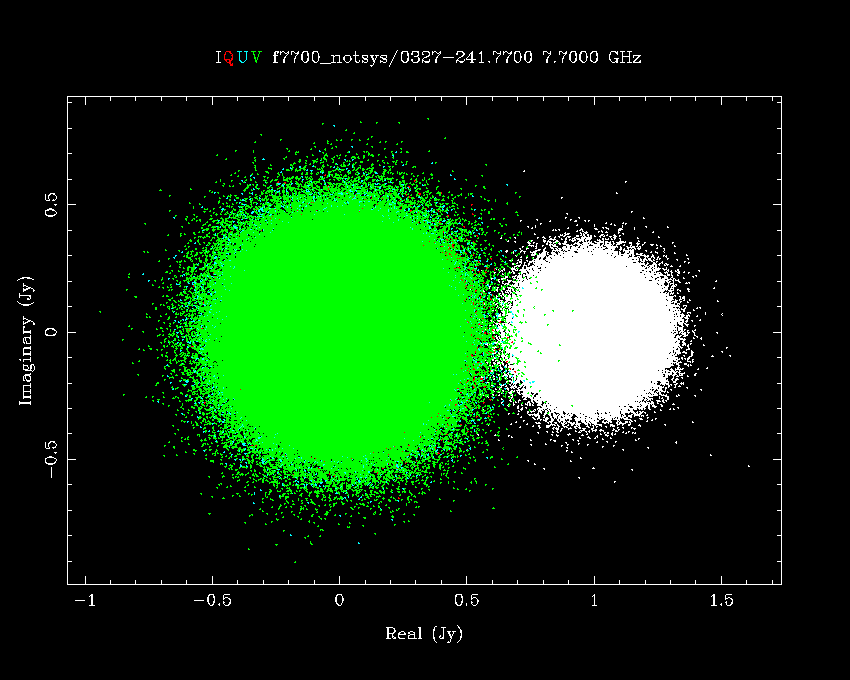 IQUV f7700_notsys/0327-241.7700 7.7000 GHz
Imaginary (Jy)
0.5
0
-0.5
-1 -0.5 0 0.5 1 1.5
Real (Jy)